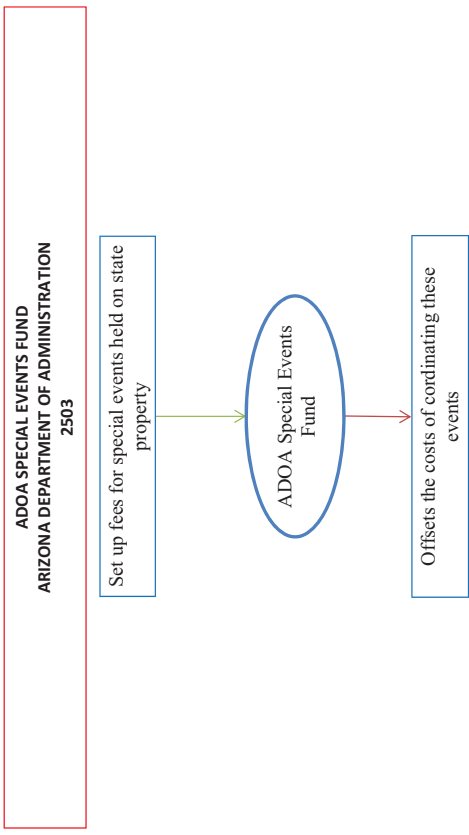 ADOA SPECIAL EVENTS FUND
ARIZONA DEPARTMENT OF ADMINISTRATION
2503
Set up fees for special events held on state
property
ADOA Special Events
Fund
Offsets the costs of cordinating these
events